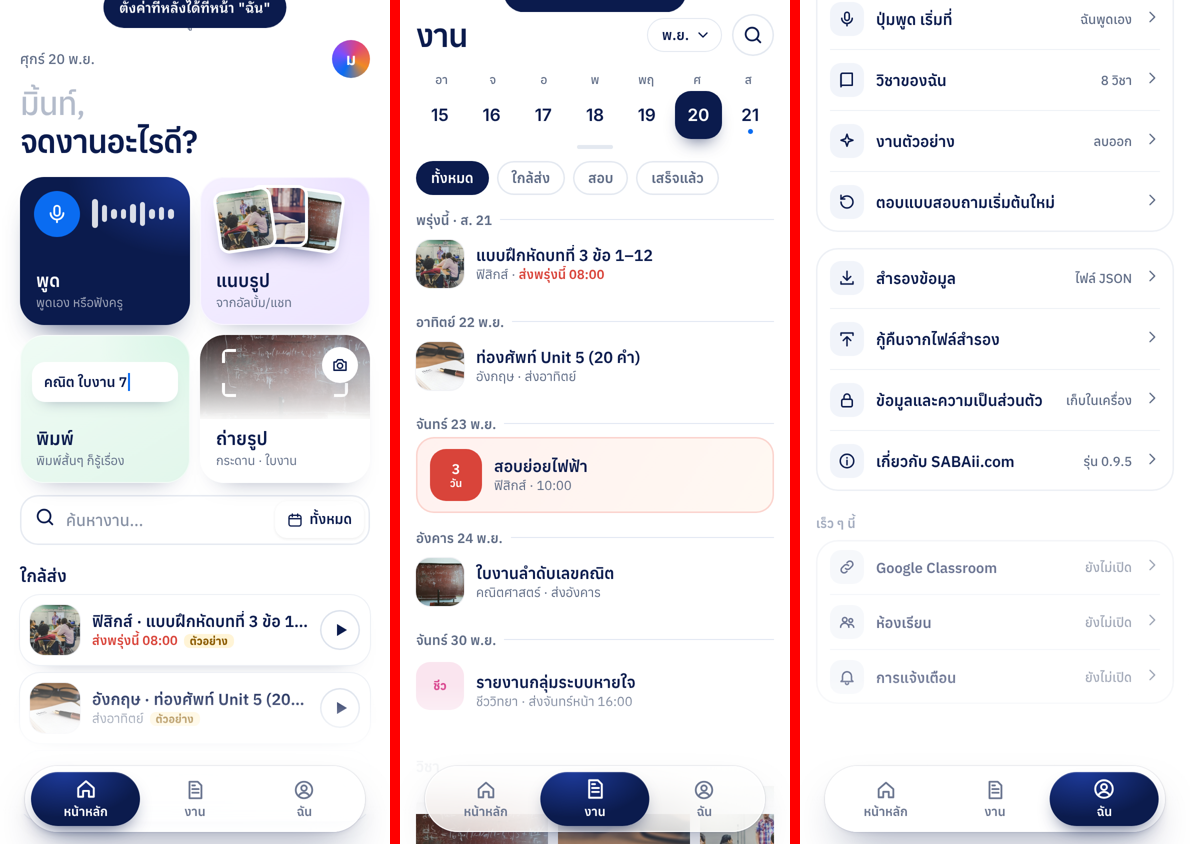 ตั้งค่าทีหลังได้ที่หน้า "ฉัน"
ศุกร์ 20 พ.ย.
ม
มิ้นท์,
จดงานอะไรดี?
พูด
พูดเอง หรือฟังครู
แนบรูป
จากอัลบั้ม/แชท
คณิต ใบงาน 7
พิมพ์
พิมพ์สั้นๆ ก็รู้เรื่อง
ถ่ายรูป
กระดาน · ใบงาน
ค้นหางาน...
ทั้งหมด
ใกล้ส่ง
ฟิสิกส์ · แบบฝึกหัดบทที่ 3 ข้อ 1...
ส่งพรุ่งนี้ 08:00 ตัวอย่าง
อังกฤษ · ท่องศัพท์ Unit 5 (20...
ส่งอาทิตย์ ตัวอย่าง
หน้าหลัก
งาน
ฉัน
งาน
พ.ย.
อา จ อ พ พฤ ศ ส
15 16 17 18 19 20 21
ทั้งหมด ใกล้ส่ง สอบ เสร็จแล้ว
พรุ่งนี้ · ส. 21
แบบฝึกหัดบทที่ 3 ข้อ 1–12
ฟิสิกส์ · ส่งพรุ่งนี้ 08:00
อาทิตย์ 22 พ.ย.
ท่องศัพท์ Unit 5 (20 คำ)
อังกฤษ · ส่งอาทิตย์
จันทร์ 23 พ.ย.
3
วัน
สอบย่อยไฟฟ้า
ฟิสิกส์ · 10:00
อังคาร 24 พ.ย.
ใบงานลำดับเลขคณิต
คณิตศาสตร์ · ส่งอังคาร
จันทร์ 30 พ.ย.
ชีว
รายงานกลุ่มระบบหายใจ
ชีววิทยา · ส่งจันทร์หน้า 16:00
วิชา
หน้าหลัก
งาน
ฉัน
ปุ่มพูด เริ่มที่ ฉันพูดเอง
วิชาของฉัน 8 วิชา
งานตัวอย่าง ลบออก
ตอบแบบสอบถามเริ่มต้นใหม่
สำรองข้อมูล ไฟล์ JSON
กู้คืนจากไฟล์สำรอง
ข้อมูลและความเป็นส่วนตัว เก็บในเครื่อง
เกี่ยวกับ SABAii.com รุ่น 0.9.5
เร็ว ๆ นี้
Google Classroom ยังไม่เปิด
ห้องเรียน ยังไม่เปิด
การแจ้งเตือน ยังไม่เปิด
หน้าหลัก
งาน
ฉัน